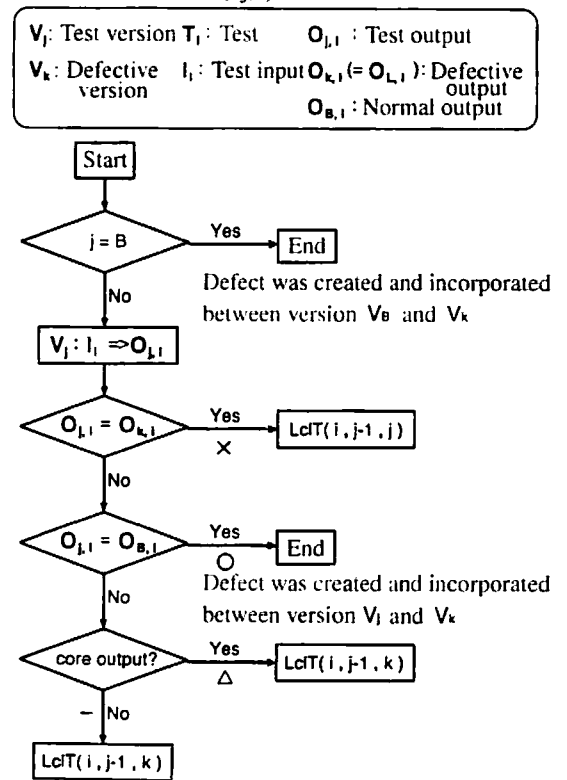 Vj: Test version Ti: Test Oj,i : Test output
Vk: Defective version Ii: Test input Ok,i (= OL,i ): Defective output
OB,i : Normal output
Start
j = B
Yes
End
Defect was created and incorporated
between version VB and Vk
No
Vj : Ii => Oj,i
Oj,i = Ok,i
Yes
×
LclT( i , j-1 , j )
No
Oj,i = OB,i
Yes
○
End
Defect was created and incorporated
between version Vj and Vk
No
core output?
Yes
△
LclT( i , j-1 , k )
– No
LclT( i , j-1 , k )